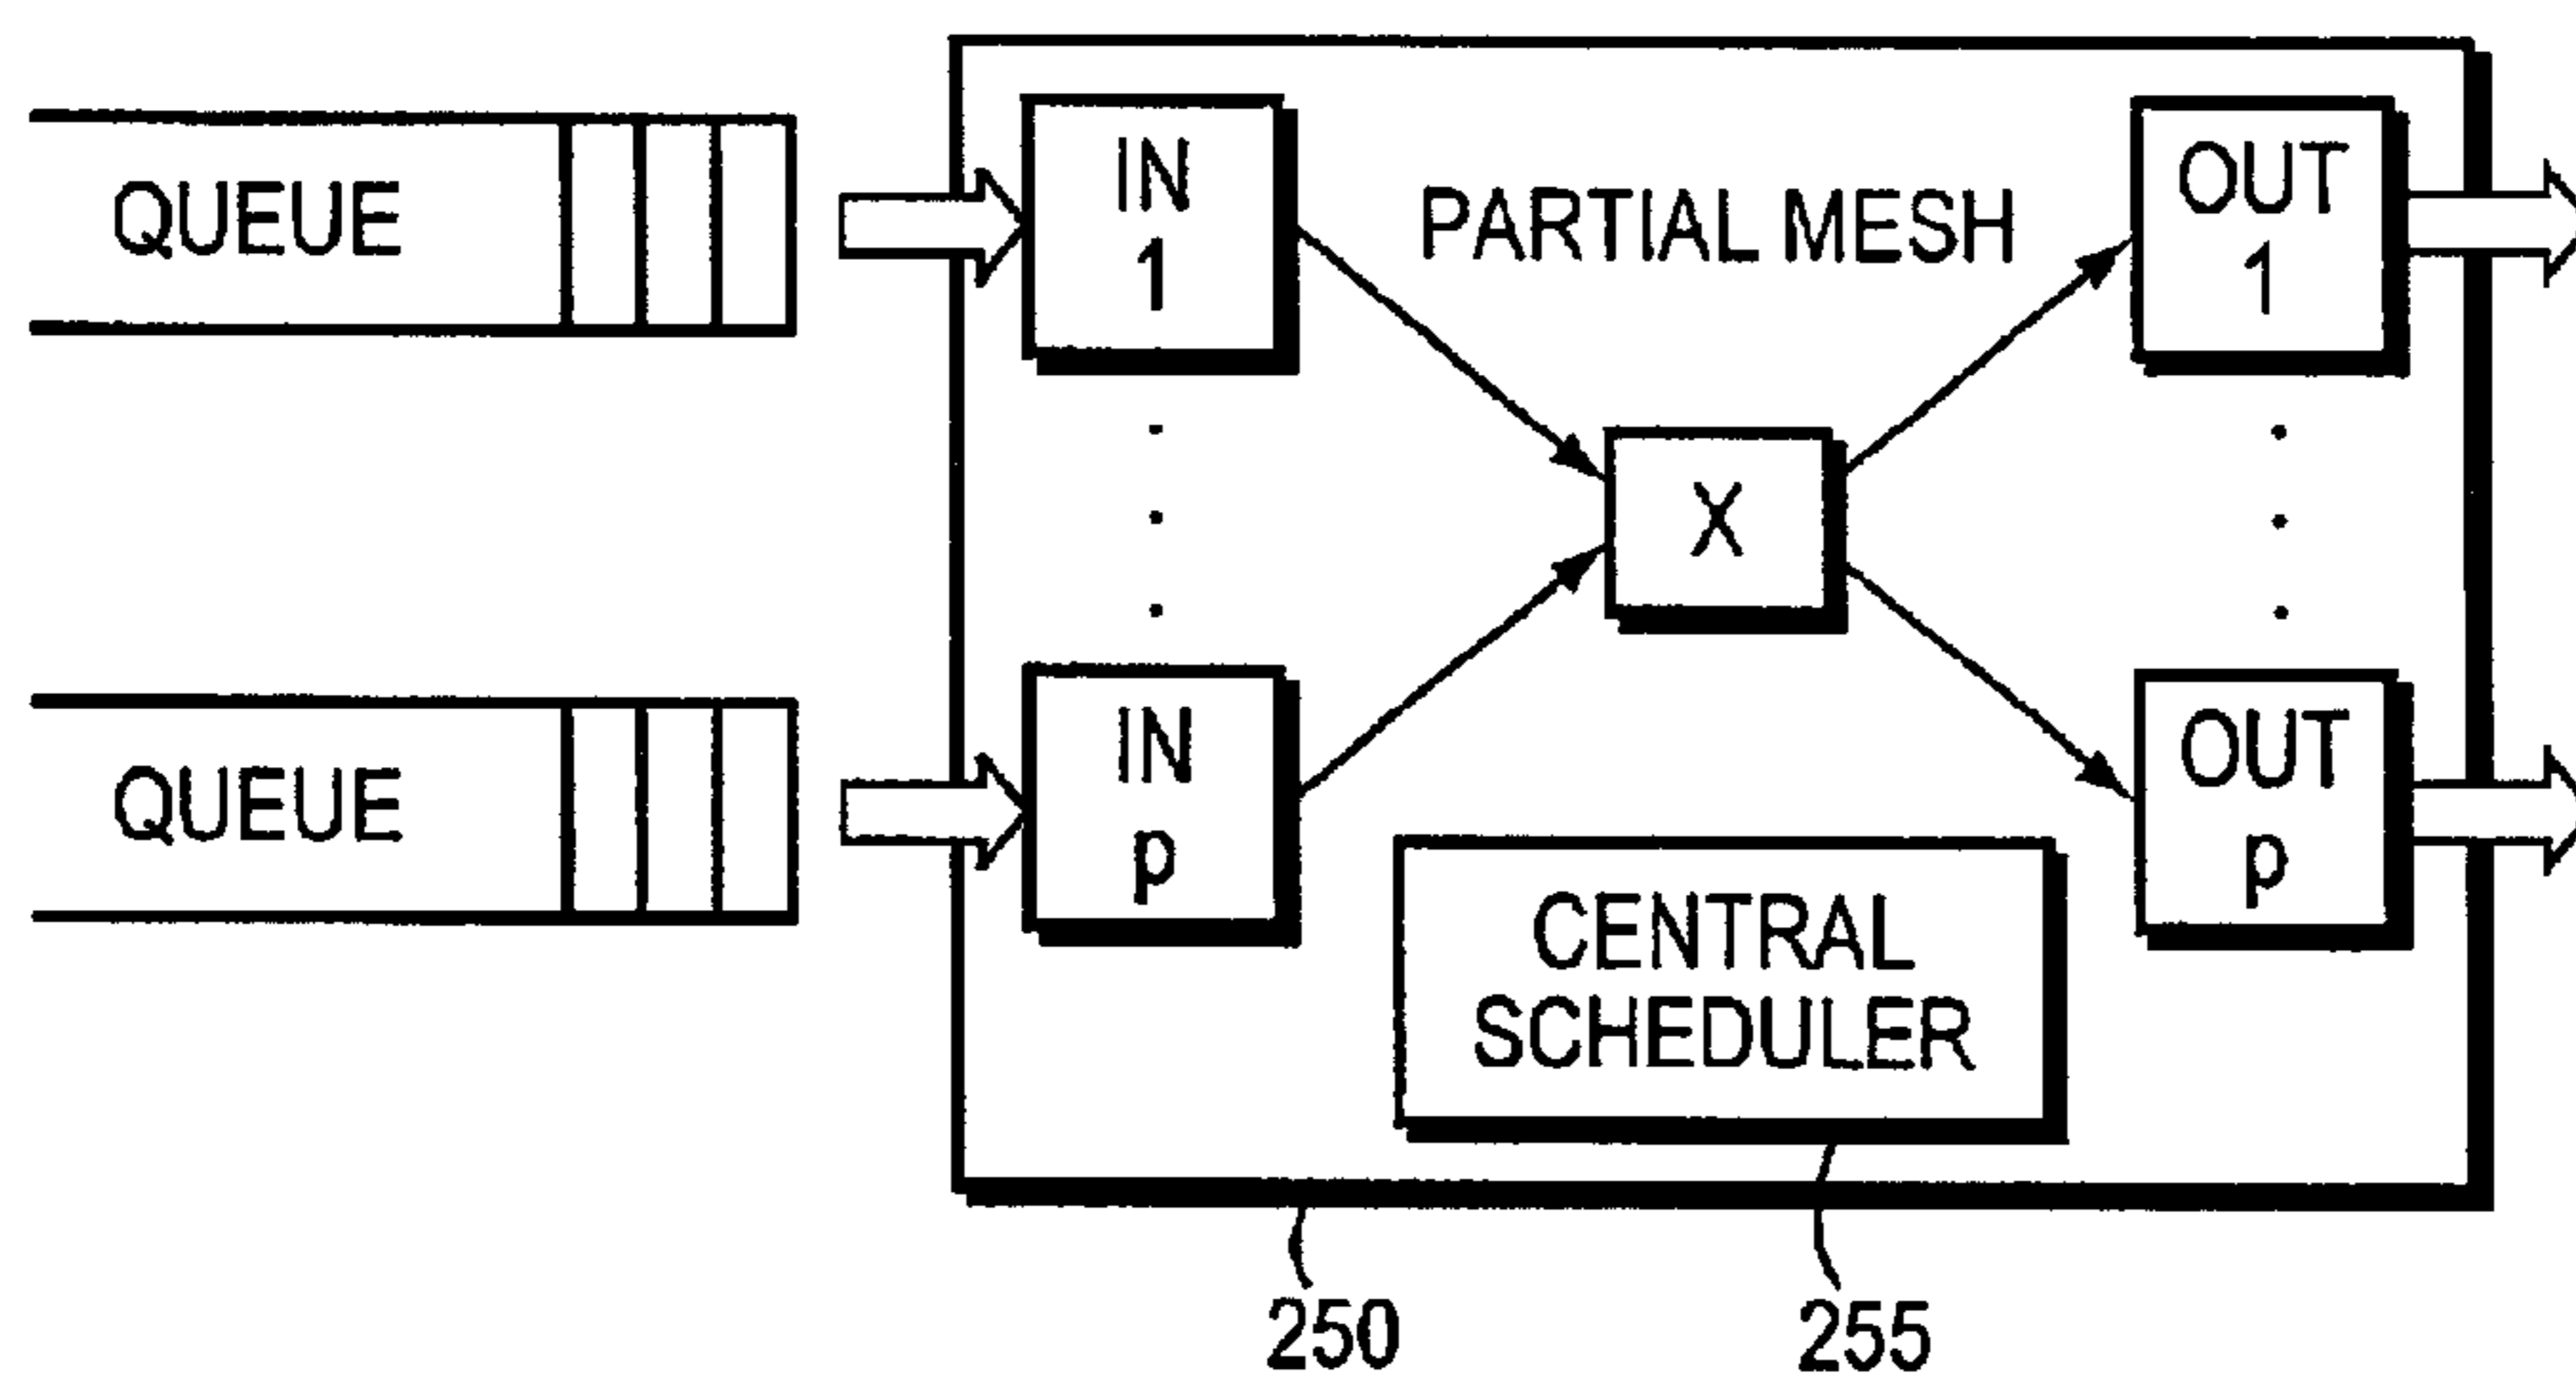 QUEUE
IN
1
PARTIAL MESH
OUT
1
X
QUEUE
IN
p
OUT
p
CENTRAL
SCHEDULER
250
255